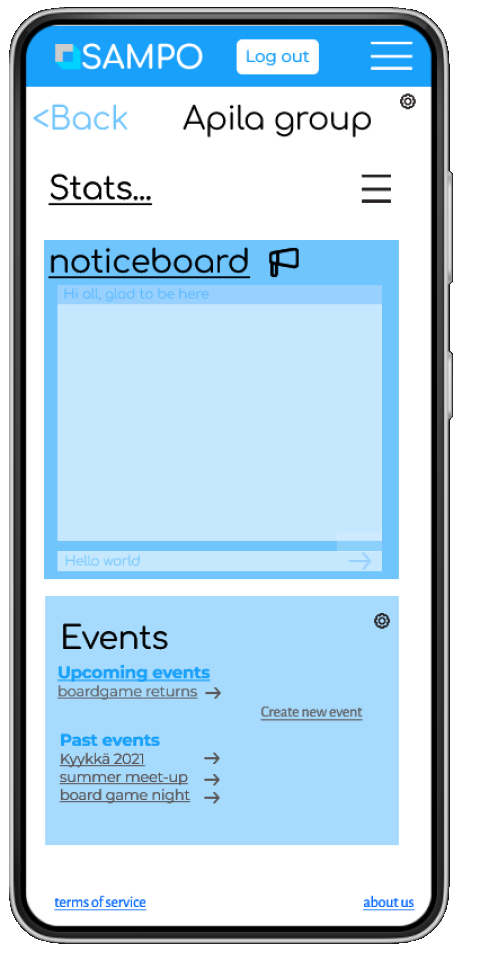 SAMPO
Log out
<Back
Apila group
Stats...
noticeboard
Hi all, glad to be here
Hello world
Events
Upcoming events
boardgame returns
Create new event
Past events
Kyykkä 2021
summer meet-up
board game night
terms of service
about us